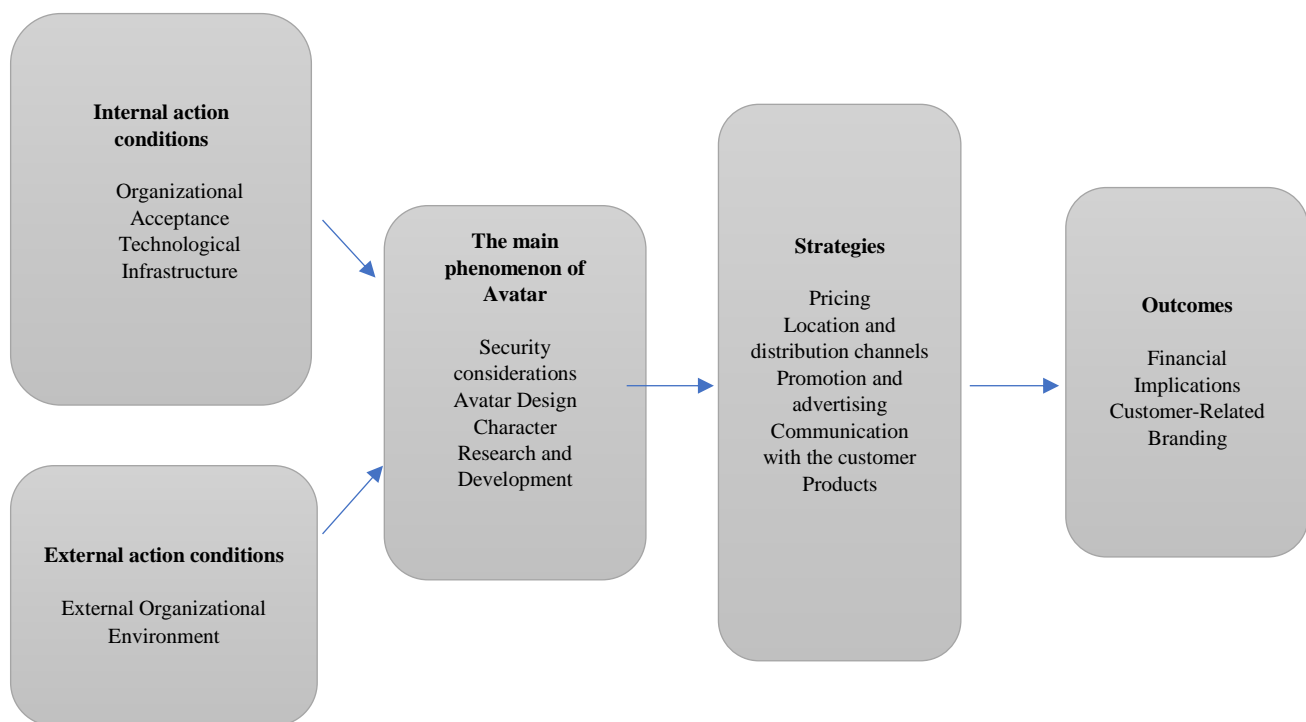 Internal action
conditions
Organizational
Acceptance
Technological
Infrastructure
External action conditions
External Organizational
Environment
The main
phenomenon of
Avatar
Security
considerations
Avatar Design
Character
Research and
Development
Strategies
Pricing
Location and
distribution channels
Promotion and
advertising
Communication
with the customer
Products
Outcomes
Financial
Implications
Customer-Related
Branding